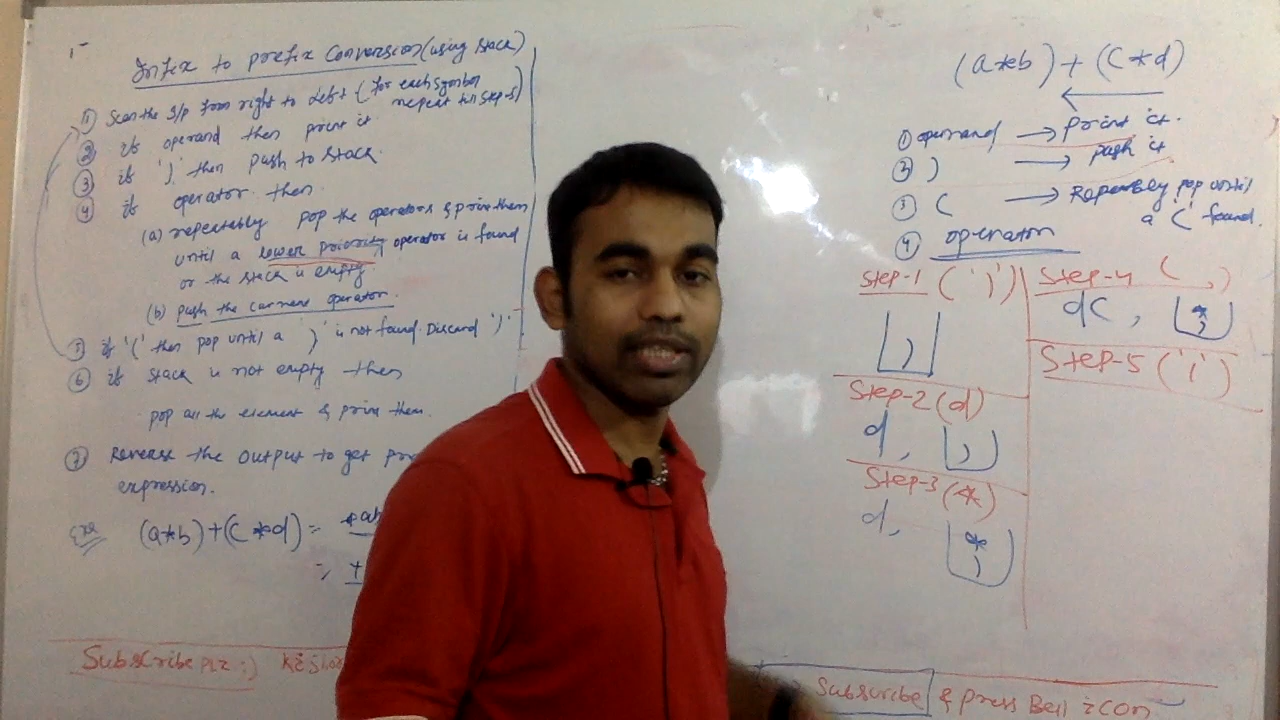 Infix to prefix Conversion (using stack)
① Scan the I/p from right to left (for each symbol
repeat till step-5)
② if operand then print it
③ if ')' then push to stack.
④ if operator then
(a) repeatedly pop the operators & print them
until a lower priority operator is found
or the stack is empty
(b) push the current operator.
⑤ if '(' then pop until a ')' is not found. Discard ')'
⑥ if stack is not empty then
pop all the element & print them.
⑦ Reverse the output to get
expression.
Ex: (a*b)+(c*d) =
= +
Subscribe Plz :)
(a*b)+(c*d)
① operand → print it.
② ) → push it
③ ( → Repeatedly pop until
a '(' found.
④ operator
Step-1 (')')
)
Step-2 (d)
d, )
Step-3 (*)
d, *
)
Step-4 ( , )
dc, *
)
Step-5 ('(')
Subscribe & press Bell icon